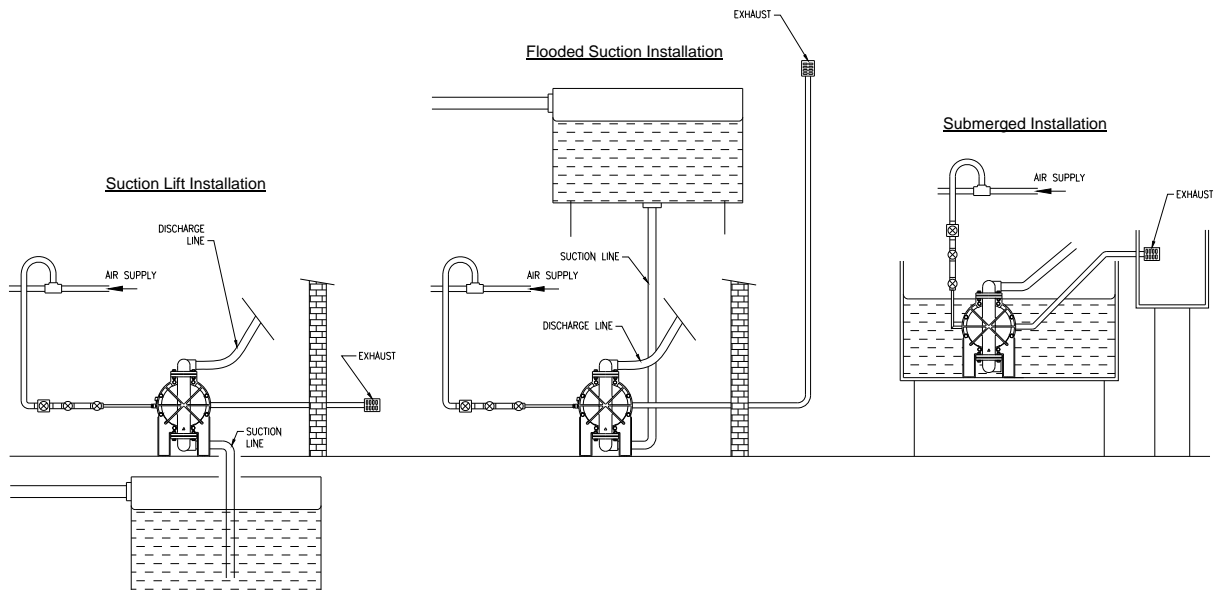 Suction Lift Installation
DISCHARGE
LINE
AIR SUPPLY
EXHAUST
SUCTION
LINE
Flooded Suction Installation
EXHAUST
SUCTION LINE
AIR SUPPLY
DISCHARGE LINE
Submerged Installation
AIR SUPPLY
EXHAUST